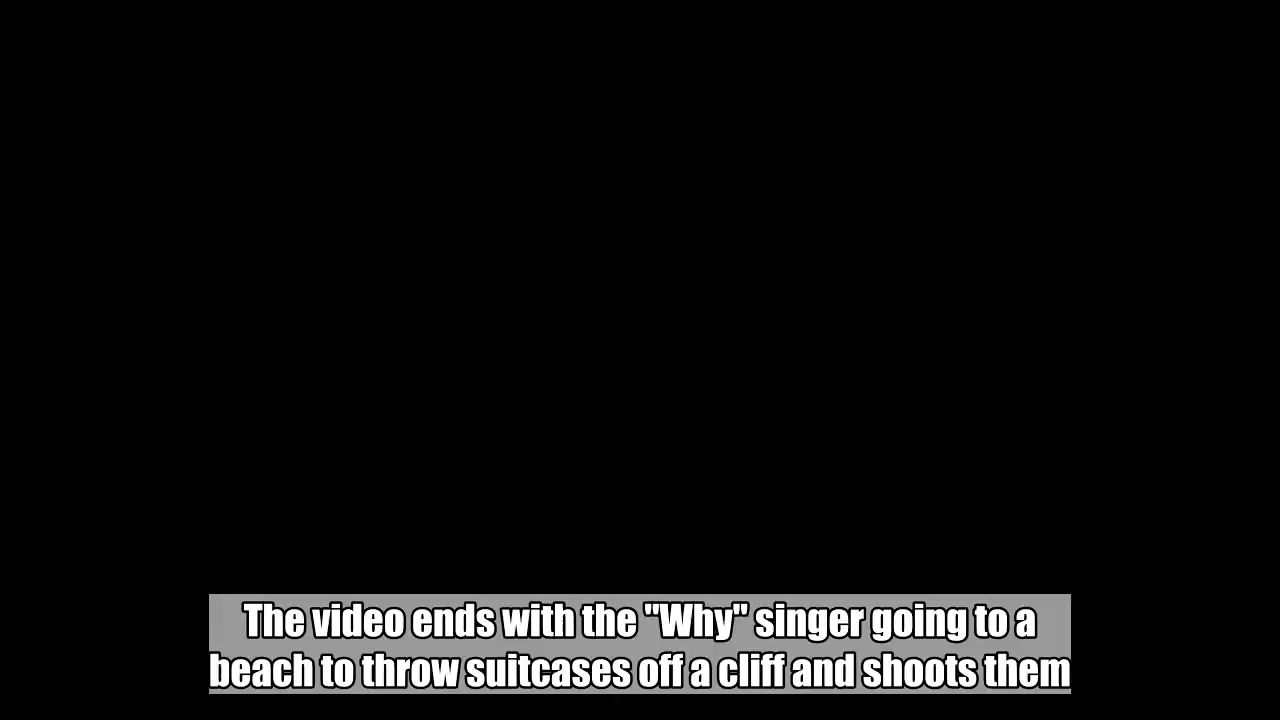 The video ends with the "Why" singer going to a
beach to throw suitcases off a cliff and shoots them